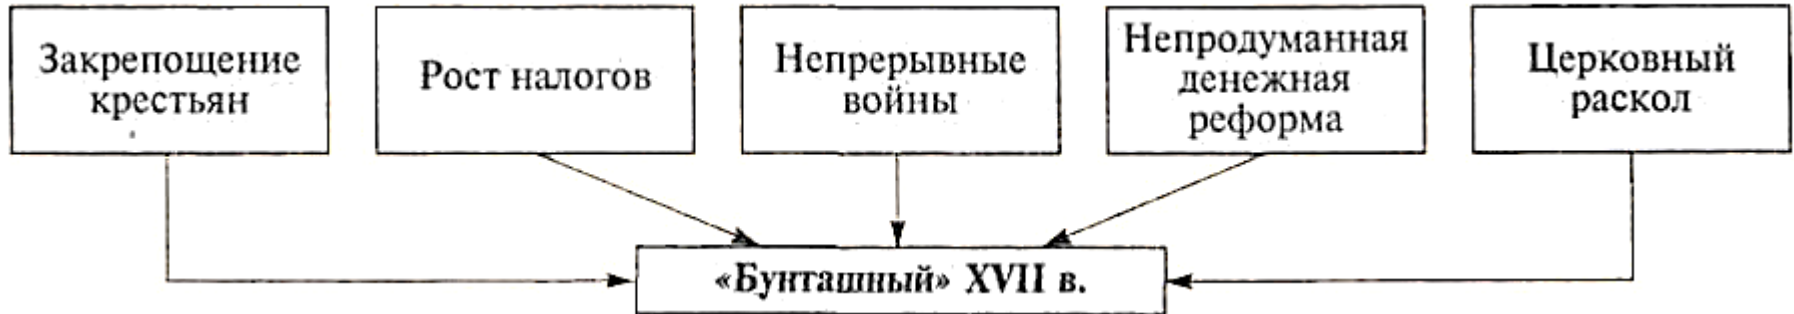 Закрепощение
крестьян
Рост налогов
Непрерывные
войны
Непродуманная
денежная
реформа
Церковный
раскол
«Бунташный» XVII в.